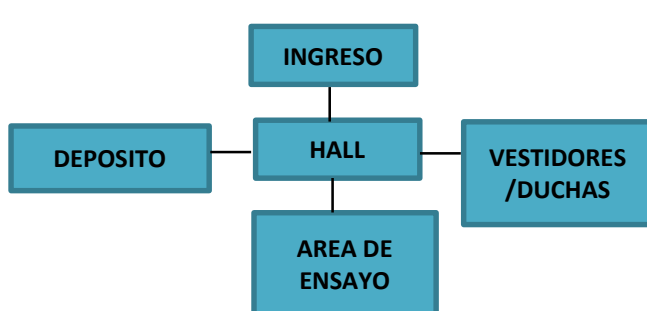 INGRESO
DEPOSITO
HALL
VESTIDORES
/DUCHAS
AREA DE
ENSAYO